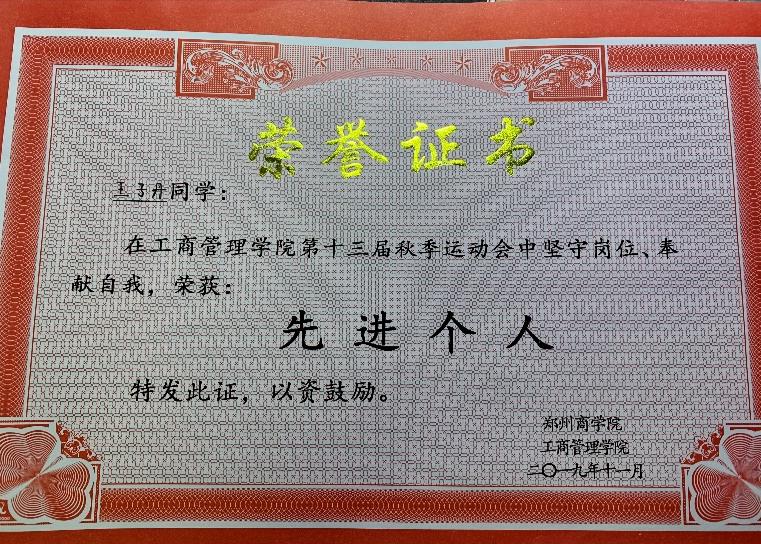 荣誉证书
王子丹同学：
在工商管理学院第十三届秋季运动会中坚守岗位、奉
献自我，荣获：
先进个人
特发此证，以资鼓励。
郑州商学院
工商管理学院
二〇一九年十一月